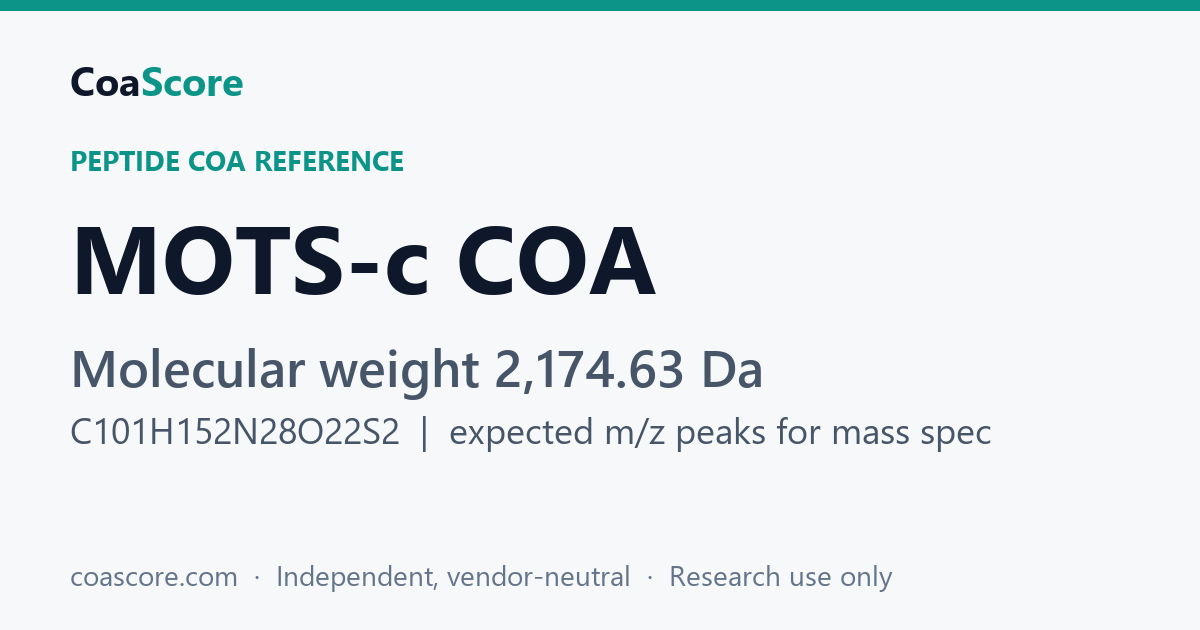 CoaScore
PEPTIDE COA REFERENCE
MOTS-c COA
Molecular weight 2,174.63 Da
C101H152N28O22S2 | expected m/z peaks for mass spec
coascore.com · Independent, vendor-neutral · Research use only